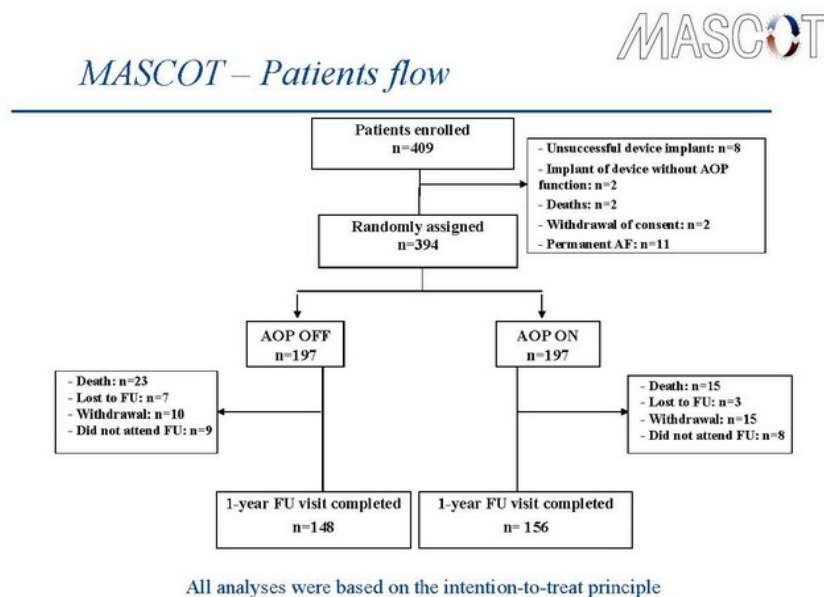 MASCOT
MASCOT – Patients flow
Patients enrolled
n=409
- Unsuccessful device implant: n=8
- Implant of device without AOP
function: n=2
- Deaths: n=2
- Withdrawal of consent: n=2
- Permanent AF: n=11
Randomly assigned
n=394
AOP OFF
n=197
AOP ON
n=197
- Death: n=23
- Lost to FU: n=7
- Withdrawal: n=10
- Did not attend FU: n=9
- Death: n=15
- Lost to FU: n=3
- Withdrawal: n=15
- Did not attend FU: n=8
1-year FU visit completed
n=148
1-year FU visit completed
n=156
All analyses were based on the intention-to-treat principle